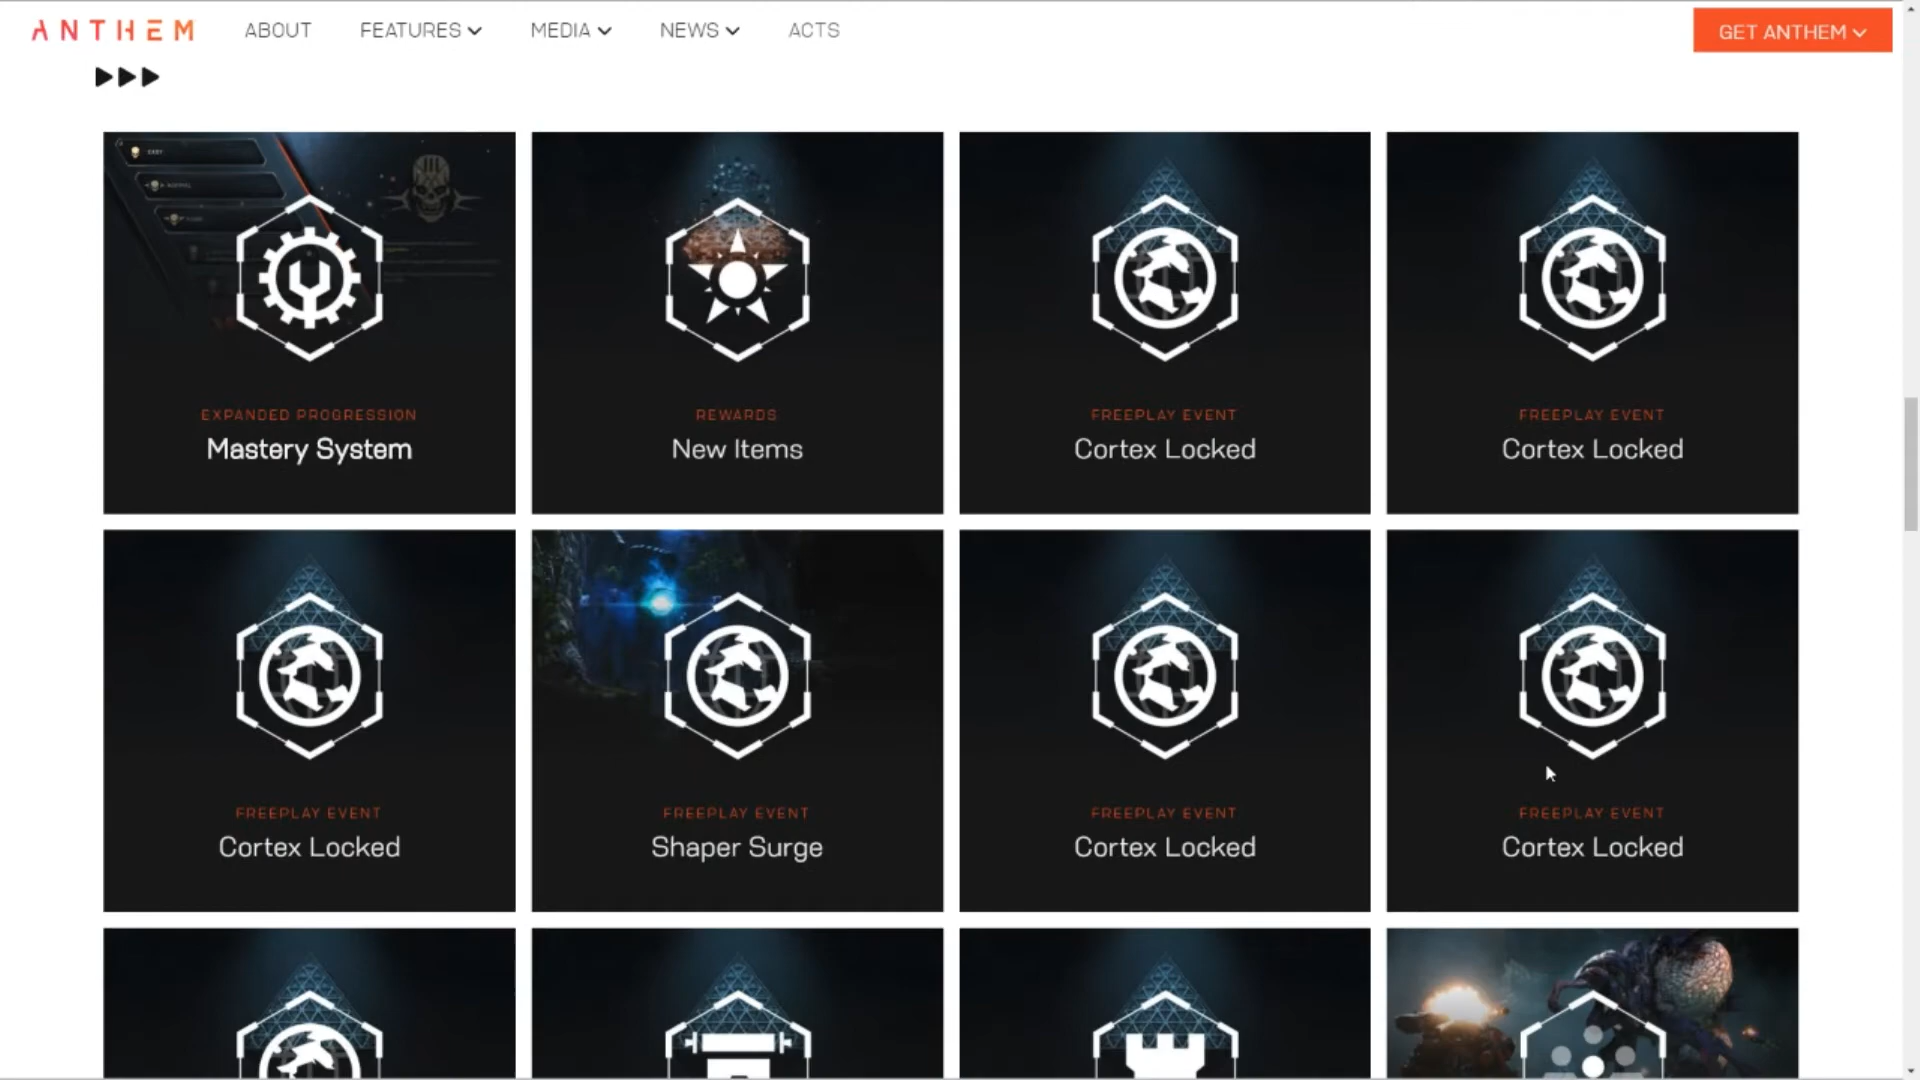 ANTHEM
ABOUT
FEATURES
MEDIA
NEWS
ACTS
GET ANTHEM
EASY
NORMAL
EXPANDED PROGRESSION
Mastery System
REWARDS
New Items
FREEPLAY EVENT
Cortex Locked
FREEPLAY EVENT
Cortex Locked
FREEPLAY EVENT
Cortex Locked
FREEPLAY EVENT
Shaper Surge
FREEPLAY EVENT
Cortex Locked
FREEPLAY EVENT
Cortex Locked